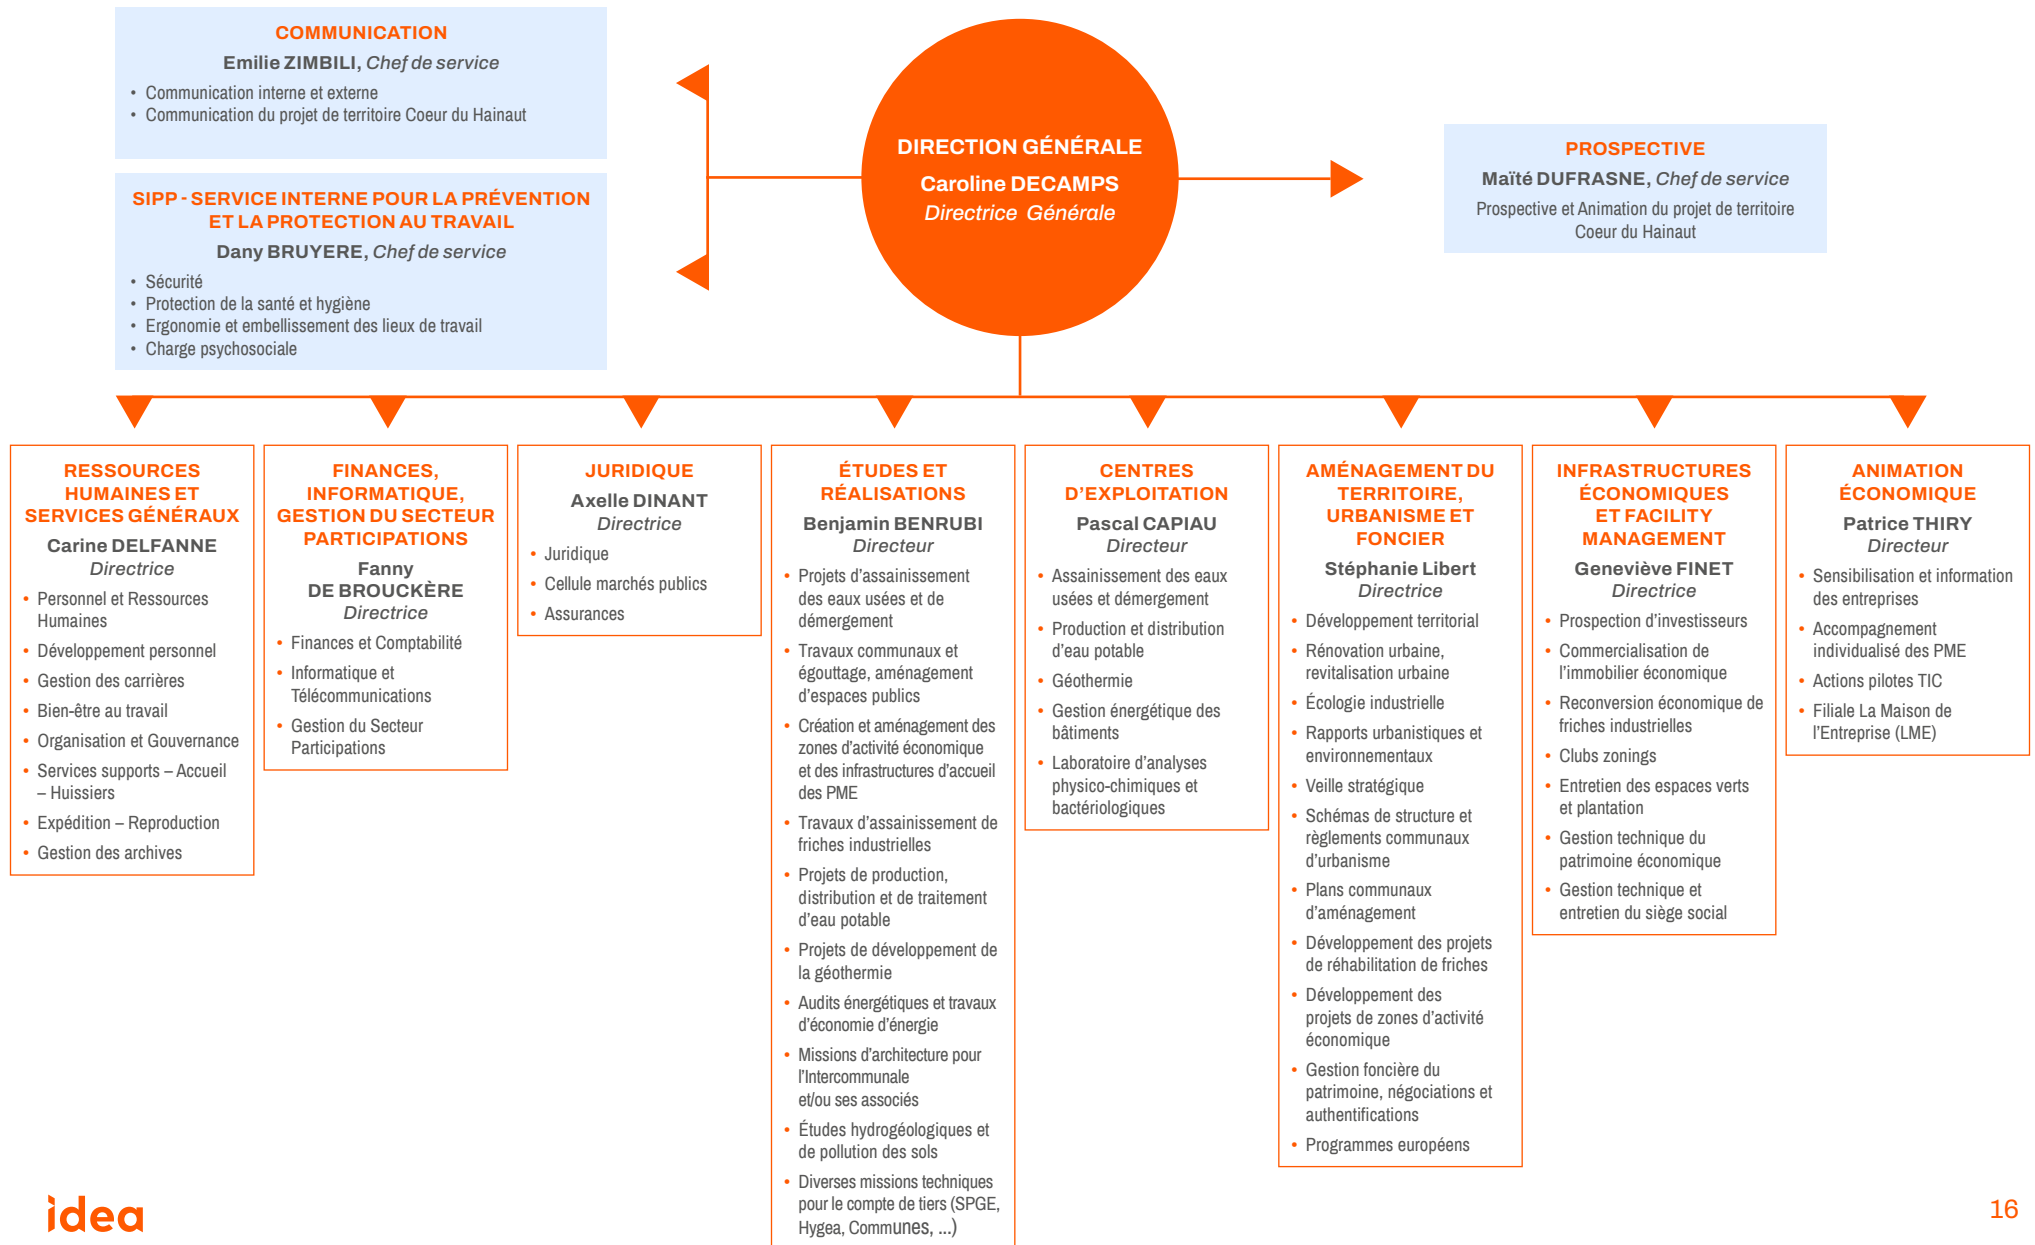 COMMUNICATION
Emilie ZIMBILI, Chef de service
• Communication interne et externe
• Communication du projet de territoire Coeur du Hainaut
SIPP - SERVICE INTERNE POUR LA PRÉVENTION
ET LA PROTECTION AU TRAVAIL
Dany BRUYERE, Chef de service
• Sécurité
• Protection de la santé et hygiène
• Ergonomie et embellissement des lieux de travail
• Charge psychosociale
DIRECTION GÉNÉRALE
Caroline DECAMPS
Directrice Générale
PROSPECTIVE
Maïté DUFRASNE, Chef de service
Prospective et Animation du projet de territoire
Coeur du Hainaut
RESSOURCES
HUMAINES ET
SERVICES GÉNÉRAUX
Carine DELFANNE
Directrice
• Personnel et Ressources
Humaines
• Développement personnel
• Gestion des carrières
• Bien-être au travail
• Organisation et Gouvernance
• Services supports – Accueil
– Huissiers
• Expédition – Reproduction
• Gestion des archives
FINANCES,
INFORMATIQUE,
GESTION DU SECTEUR
PARTICIPATIONS
Fanny
DE BROUCKÈRE
Directrice
• Finances et Comptabilité
• Informatique et
Télécommunications
• Gestion du Secteur
Participations
JURIDIQUE
Axelle DINANT
Directrice
• Juridique
• Cellule marchés publics
• Assurances
ÉTUDES ET
RÉALISATIONS
Benjamin BENRUBI
Directeur
• Projets d'assainissement
des eaux usées et de
démergement
• Travaux communaux et
égouttage, aménagement
d'espaces publics
• Création et aménagement des
zones d'activité économique
et des infrastructures d'accueil
des PME
• Travaux d'assainissement de
friches industrielles
• Projets de production,
distribution et de traitement
d'eau potable
• Projets de développement de
la géothermie
• Audits énergétiques et travaux
d'économie d'énergie
• Missions d'architecture pour
l'Intercommunale
et/ou ses associés
• Études hydrogéologiques et
de pollution des sols
• Diverses missions techniques
pour le compte de tiers (SPGE,
Hygea, Communes, ...)
CENTRES
D'EXPLOITATION
Pascal CAPIAU
Directeur
• Assainissement des eaux
usées et démergement
• Production et distribution
d'eau potable
• Géothermie
• Gestion énergétique des
bâtiments
• Laboratoire d'analyses
physico-chimiques et
bactériologiques
AMÉNAGEMENT DU
TERRITOIRE,
URBANISME ET
FONCIER
Stéphanie Libert
Directrice
• Développement territorial
• Rénovation urbaine,
revitalisation urbaine
• Écologie industrielle
• Rapports urbanistiques et
environnementaux
• Veille stratégique
• Schémas de structure et
règlements communaux
d'urbanisme
• Plans communaux
d'aménagement
• Développement des projets
de réhabilitation de friches
• Développement des
projets de zones d'activité
économique
• Gestion foncière du
patrimoine, négociations et
authentifications
• Programmes européens
INFRASTRUCTURES
ÉCONOMIQUES
ET FACILITY
MANAGEMENT
Geneviève FINET
Directrice
• Prospection d'investisseurs
• Commercialisation de
l'immobilier économique
• Reconversion économique de
friches industrielles
• Clubs zonings
• Entretien des espaces verts
et plantation
• Gestion technique du
patrimoine économique
• Gestion technique et
entretien du siège social
ANIMATION
ÉCONOMIQUE
Patrice THIRY
Directeur
• Sensibilisation et information
des entreprises
• Accompagnement
individualisé des PME
• Actions pilotes TIC
• Filiale La Maison de
l'Entreprise (LME)
idea
16